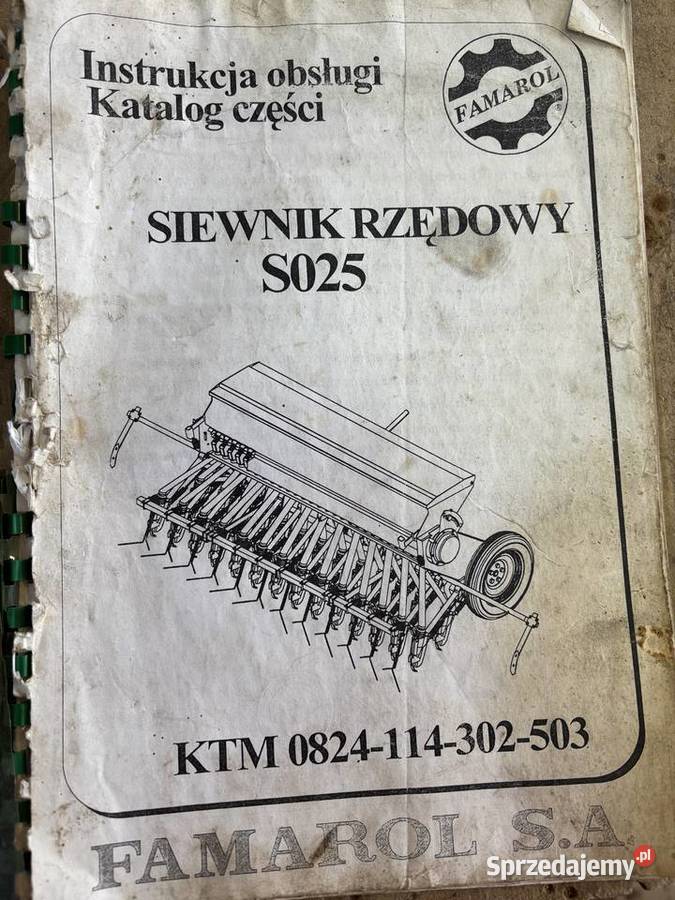 Instrukcja obsługi
Katalog części
FAMAROL
SIEWNIK RZĘDOWY
S025
KTM 0824-114-302-503
FAMAROL S.A.
Sprzedajemy.pl